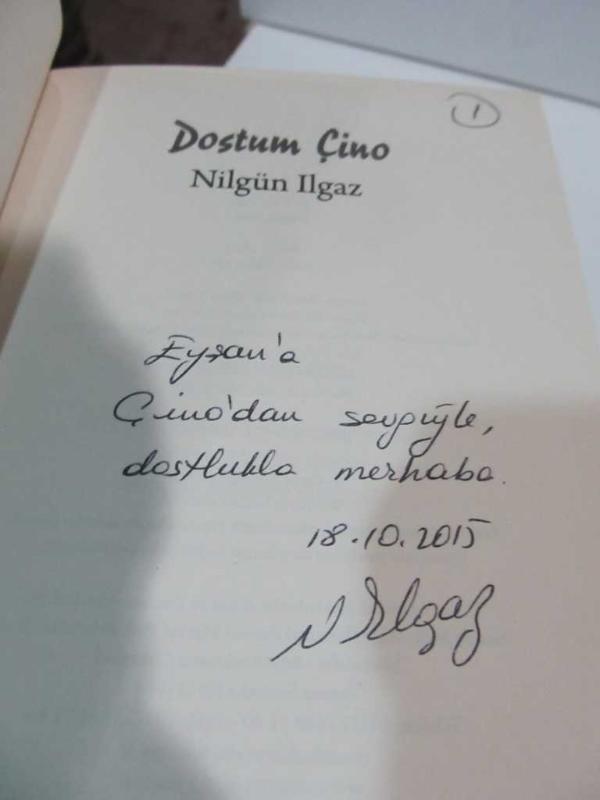 1
Dostum Çino
Nilgün Ilgaz
Eyşan'a
Çino'dan sevgiyle,
dostlukla merhaba.
18.10.2015
N Ilgaz